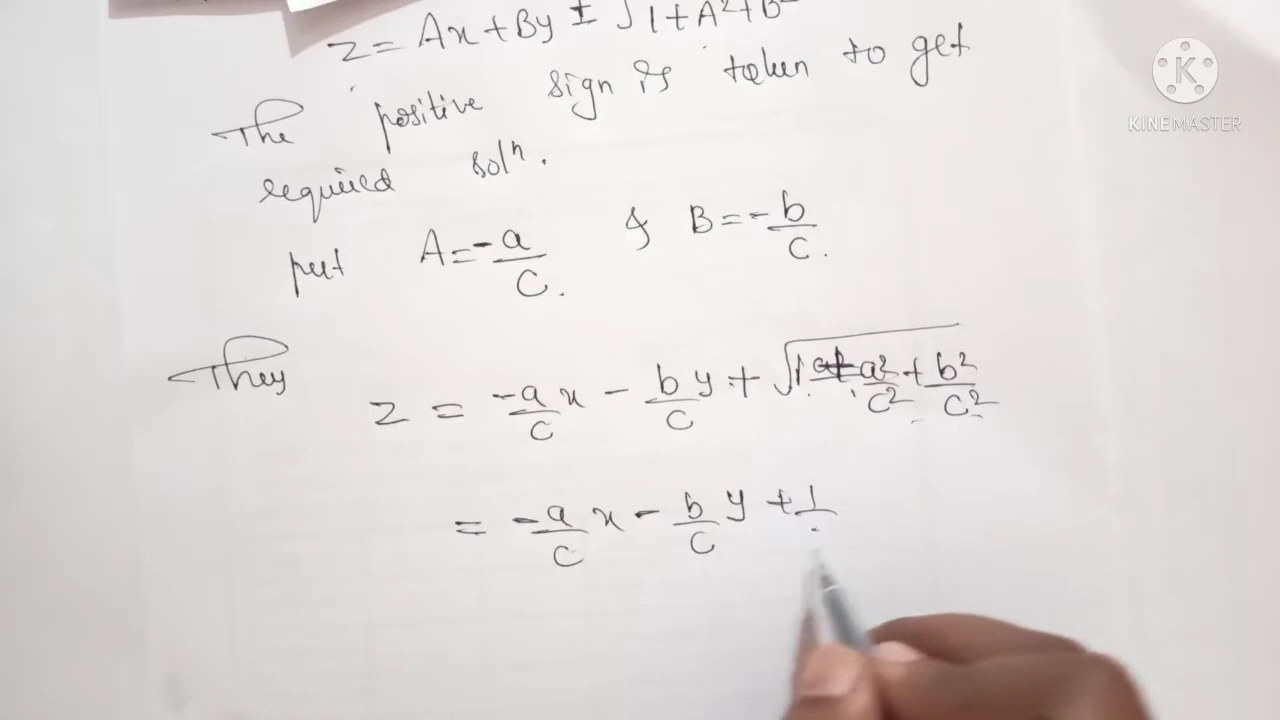 z = Ax + By ± √1 + A² + B²
The positive sign is taken to get
required solⁿ.
put A = -a/c & B = -b/c.
They
z = -a/c x - b/c y + √1 + a²/c² + b²/c²
= -a/c x - b/c y + 1/
K
KINEMASTER